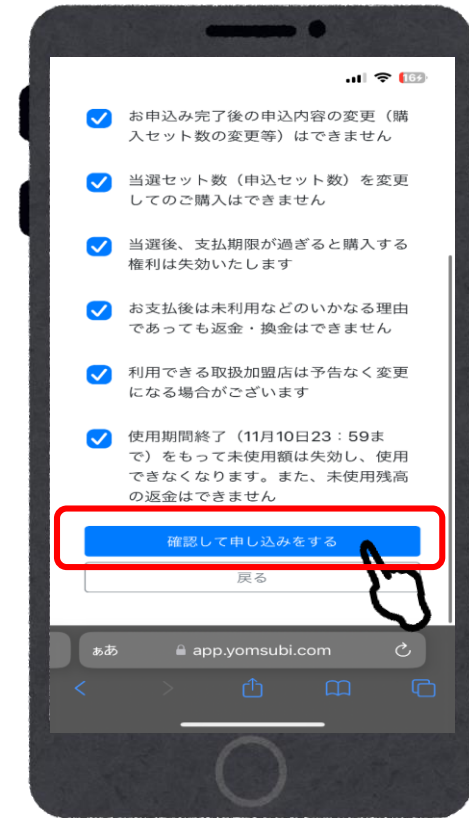 16
お申込み完了後の申込内容の変更（購
入セット数の変更等）はできません
当選セット数（申込セット数）を変更
してのご購入はできません
当選後、支払期限が過ぎると購入する
権利は失効いたします
お支払後は未利用などのいかなる理由
であっても返金・換金はできません
利用できる取扱加盟店は予告なく変更
になる場合がございます
使用期間終了（11月10日23：59ま
で）をもって未使用額は失効し、使用
できなくなります。また、未使用残高
の返金はできません
確認して申し込みをする
戻る
ぁあ app.yomsubi.com